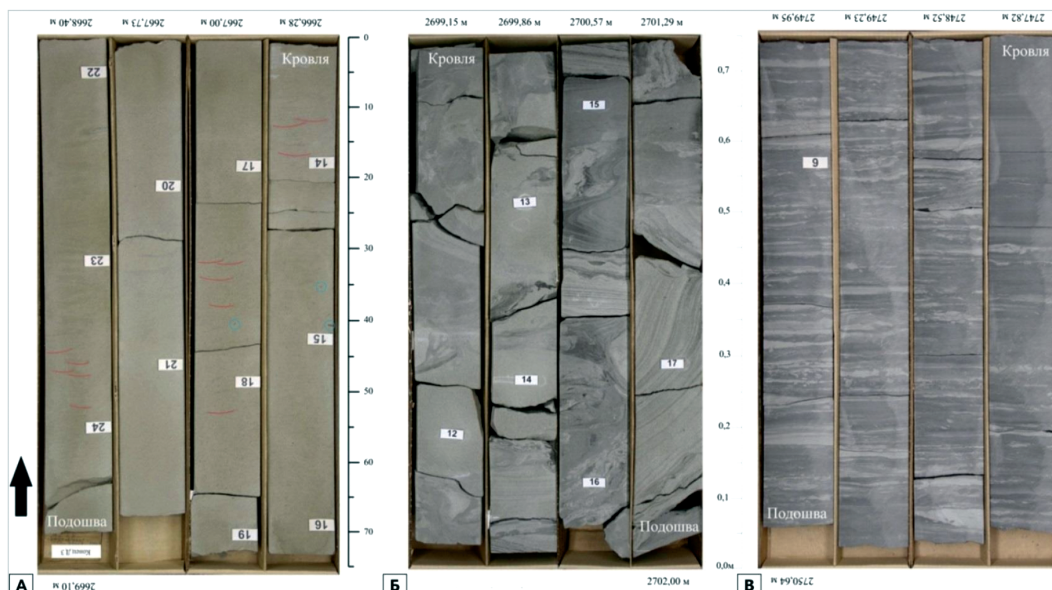 2668,40 м
2667,73 м
2667,00 м
2666,28 м
Кровля
22
23
24
Подошва
Конец Д 3
20
21
17
18
19
14
15
16
0
10
20
30
40
50
60
70
2669,10 м
А
2699,15 м
2699,86 м
2700,57 м
2701,29 м
Кровля
12
13
14
15
16
17
Подошва
2702,00 м
Б
0,7
0,6
0,5
0,4
0,3
0,2
0,1
0,0м
2749,95 м
2749,23 м
2748,52 м
2747,82 м
Кровля
6
Подошва
2750,64 м
В